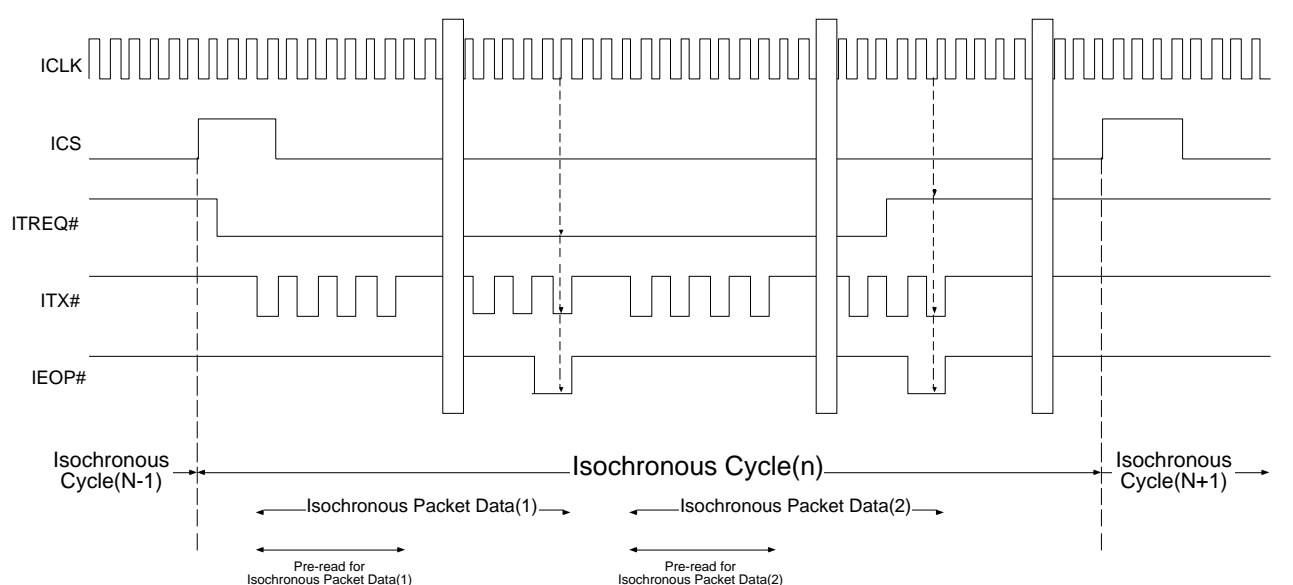 ICLK
ICS
ITREQ#
ITX#
IEOP#
Isochronous
Cycle(N-1)
Isochronous Cycle(n)
Isochronous
Cycle(N+1)
Isochronous Packet Data(1)
Isochronous Packet Data(2)
Pre-read for
Isochronous Packet Data(1)
Pre-read for
Isochronous Packet Data(2)